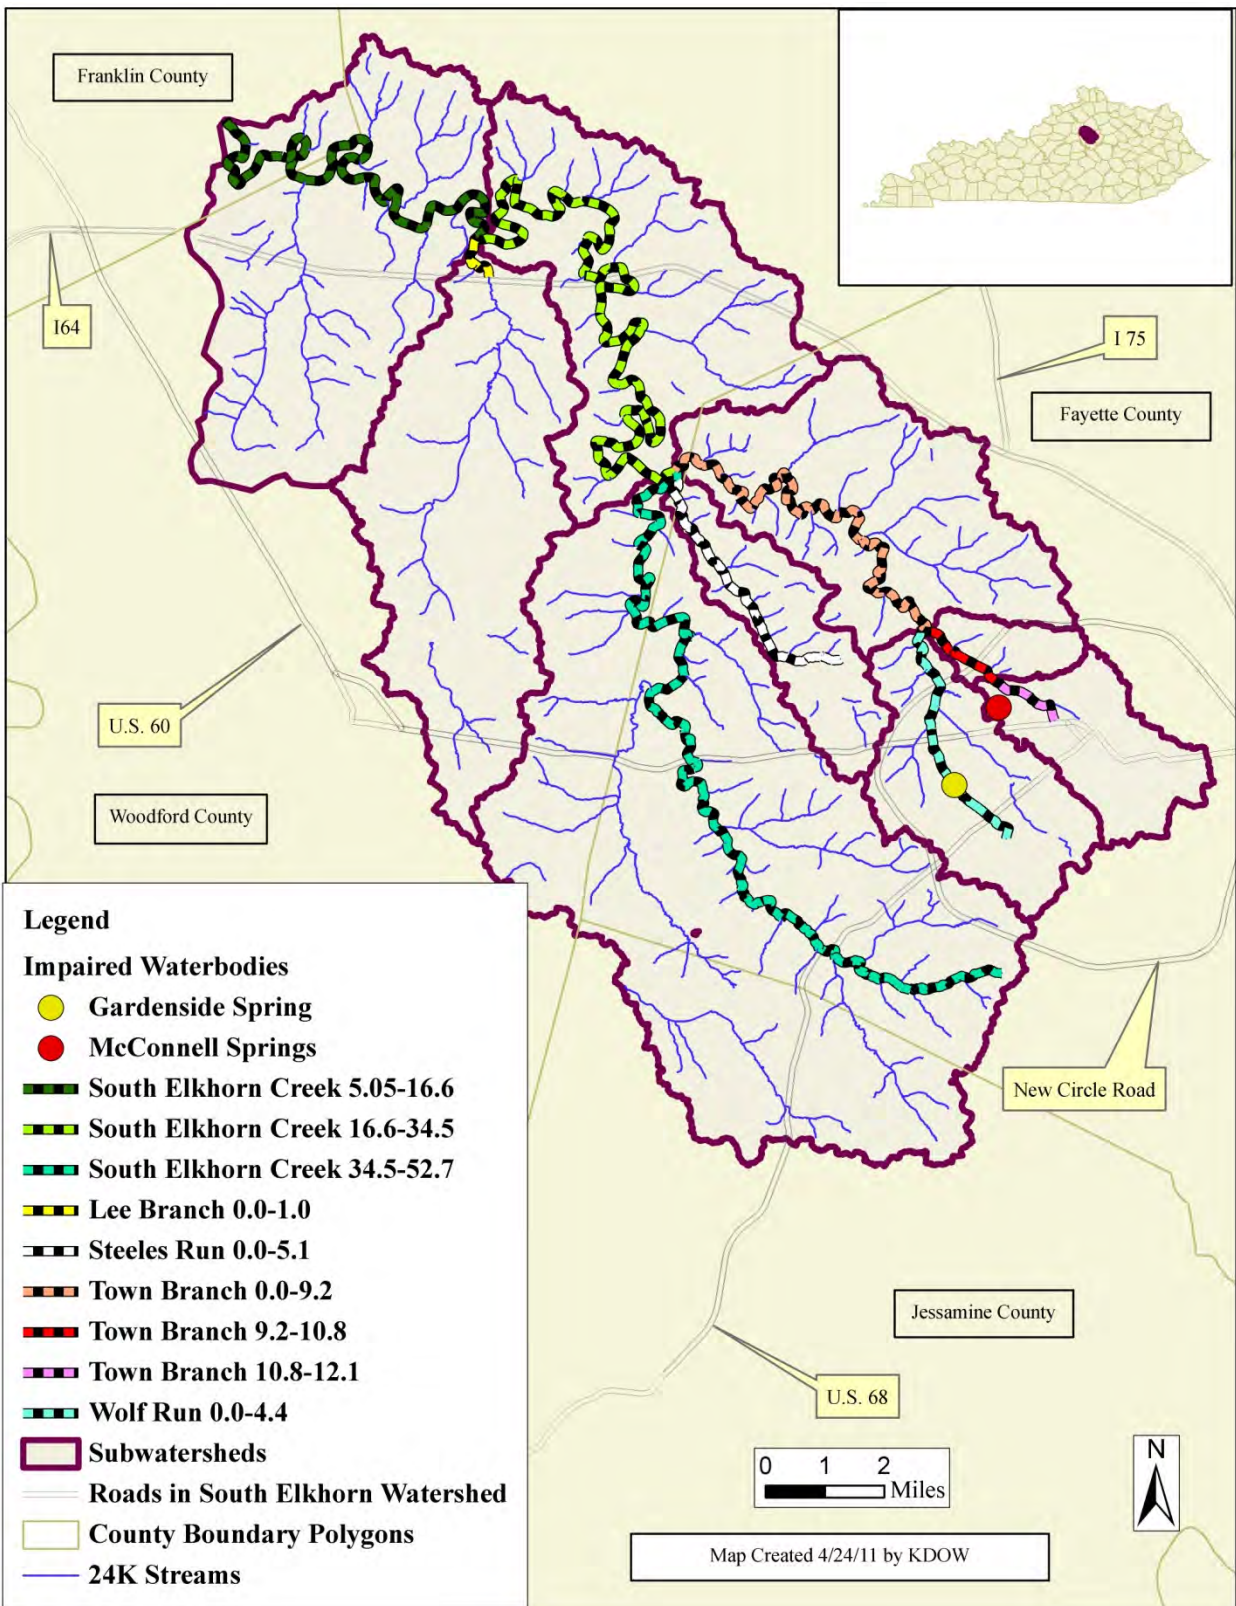 Franklin County
I64
I 75
Fayette County
U.S. 60
Woodford County
New Circle Road
Jessamine County
U.S. 68
Legend
Impaired Waterbodies
Gardenside Spring
McConnell Springs
South Elkhorn Creek 5.05-16.6
South Elkhorn Creek 16.6-34.5
South Elkhorn Creek 34.5-52.7
Lee Branch 0.0-1.0
Steeles Run 0.0-5.1
Town Branch 0.0-9.2
Town Branch 9.2-10.8
Town Branch 10.8-12.1
Wolf Run 0.0-4.4
Subwatersheds
Roads in South Elkhorn Watershed
County Boundary Polygons
24K Streams
0 1 2
Miles
N
Map Created 4/24/11 by KDOW